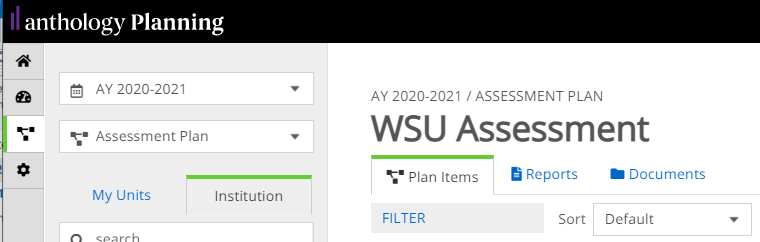 anthology Planning
AY 2020-2021
Assessment Plan
My Units
Institution
search
AY 2020-2021 / ASSESSMENT PLAN
WSU Assessment
Plan Items
Reports
Documents
FILTER
Sort
Default